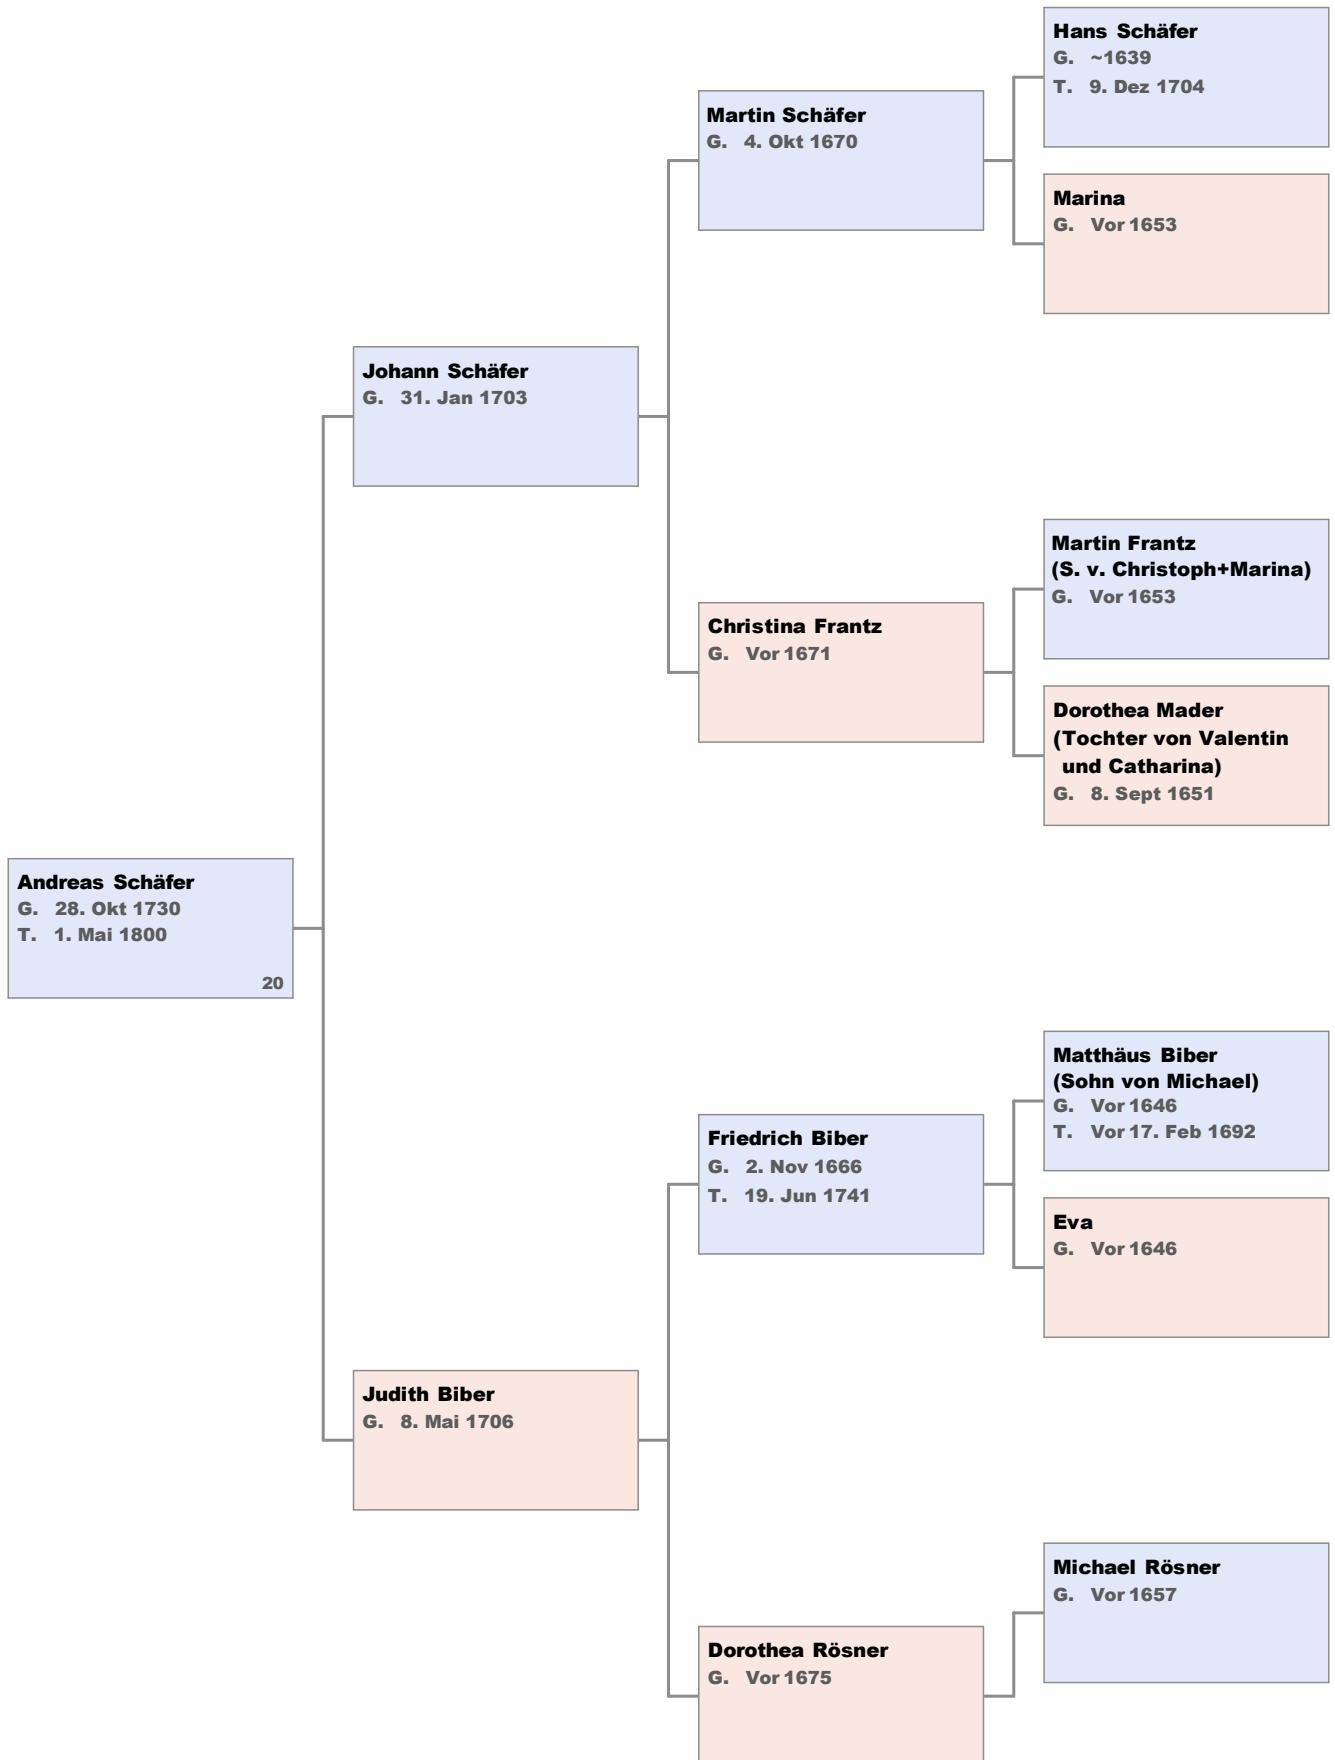 Hans Schäfer
G. ~1639
T. 9. Dez 1704
Martin Schäfer
G. 4. Okt 1670
Marina
G. Vor 1653
Johann Schäfer
G. 31. Jan 1703
Martin Frantz
(S. v. Christoph+Marina)
G. Vor 1653
Christina Frantz
G. Vor 1671
Dorothea Mader
(Tochter von Valentin
und Catharina)
G. 8. Sept 1651
Andreas Schäfer
G. 28. Okt 1730
T. 1. Mai 1800
20
Matthäus Biber
(Sohn von Michael)
G. Vor 1646
T. Vor 17. Feb 1692
Friedrich Biber
G. 2. Nov 1666
T. 19. Jun 1741
Eva
G. Vor 1646
Judith Biber
G. 8. Mai 1706
Michael Rösner
G. Vor 1657
Dorothea Rösner
G. Vor 1675